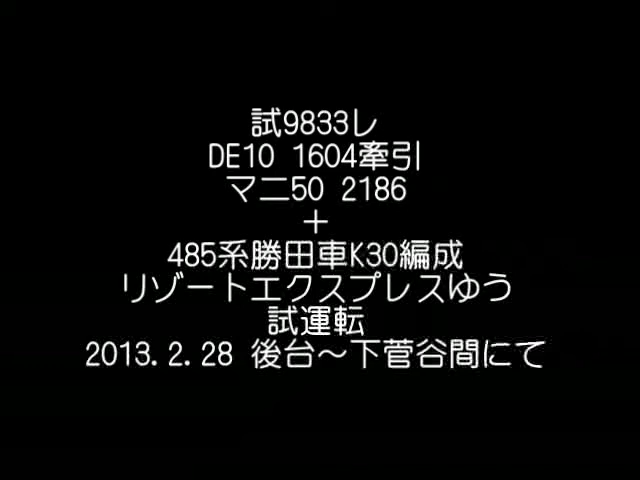 試9833レ
DE10 1604牽引
マニ50 2186
＋
485系勝田車K30編成
リゾートエクスプレスゆう
試運転
2013.2.28 後台～下菅谷間にて